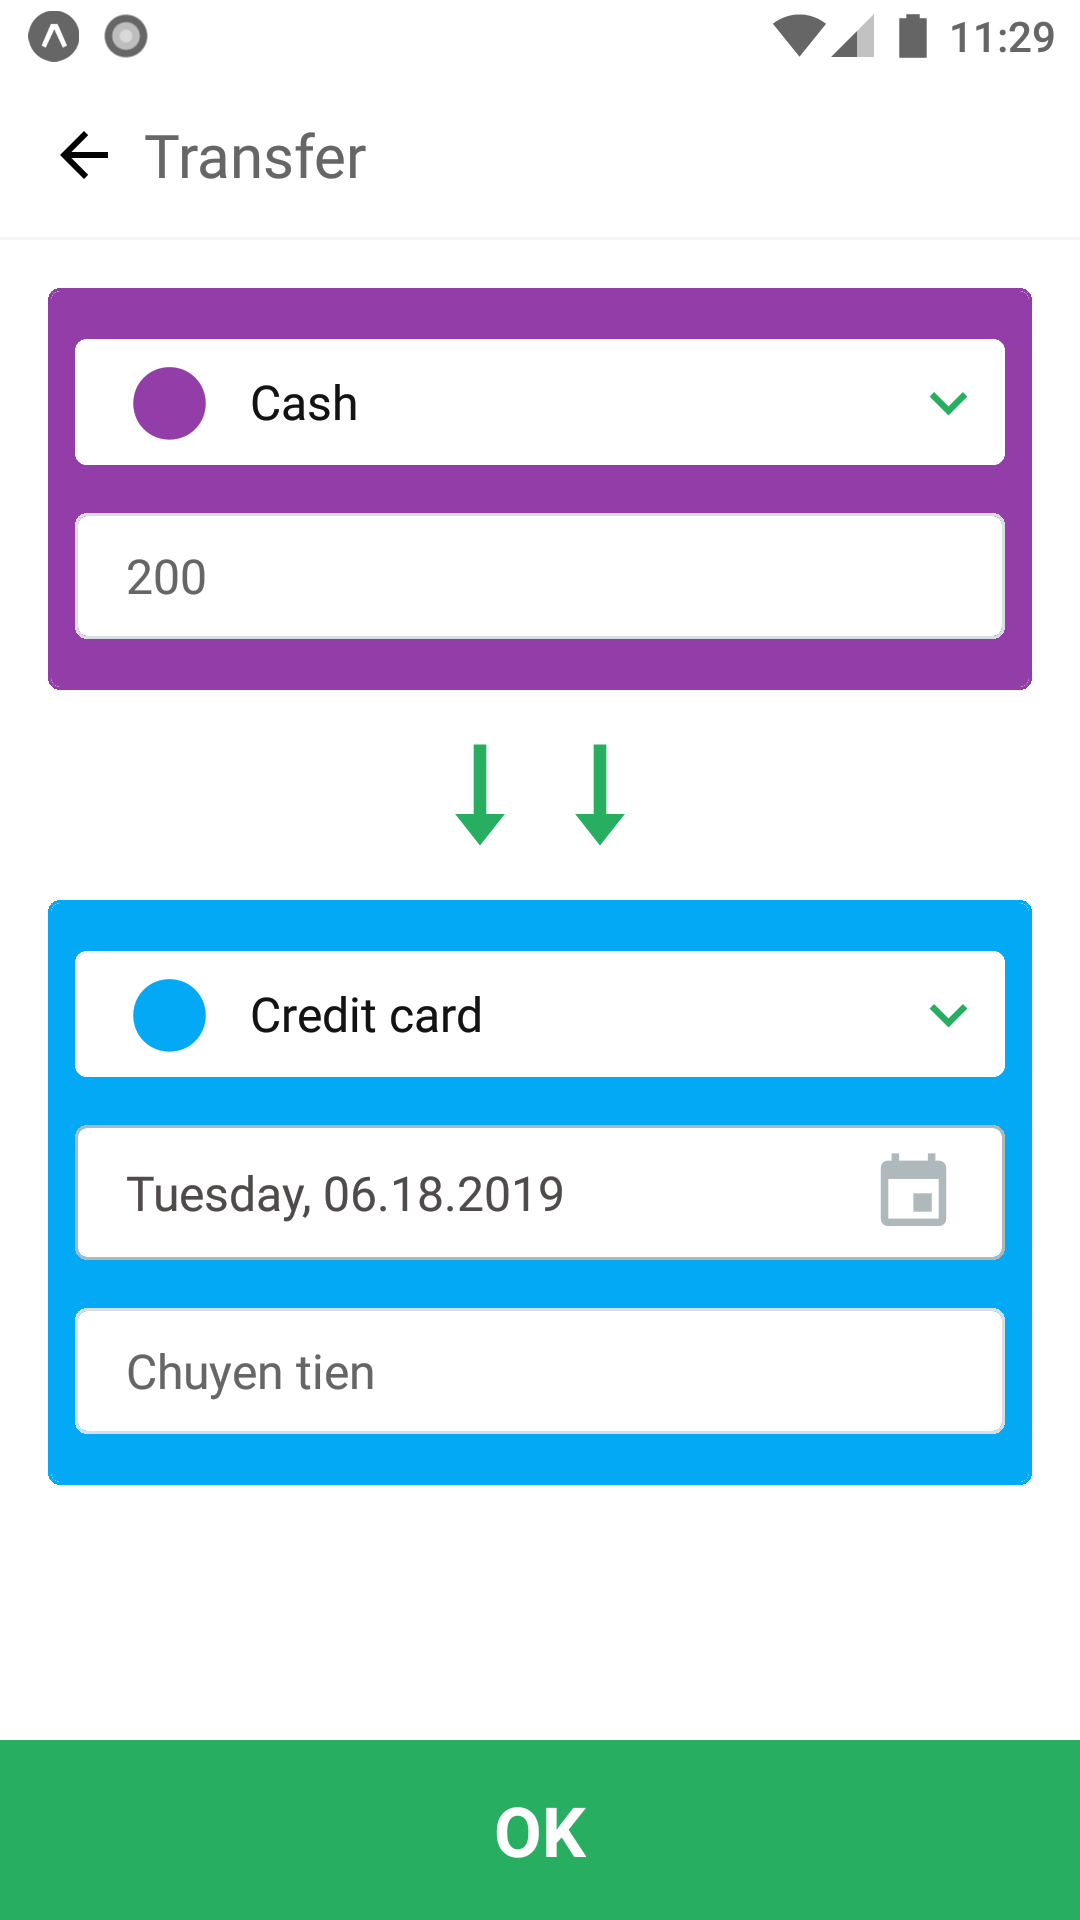 11:29
Transfer
Cash
200
Credit card
Tuesday, 06.18.2019
Chuyen tien
OK